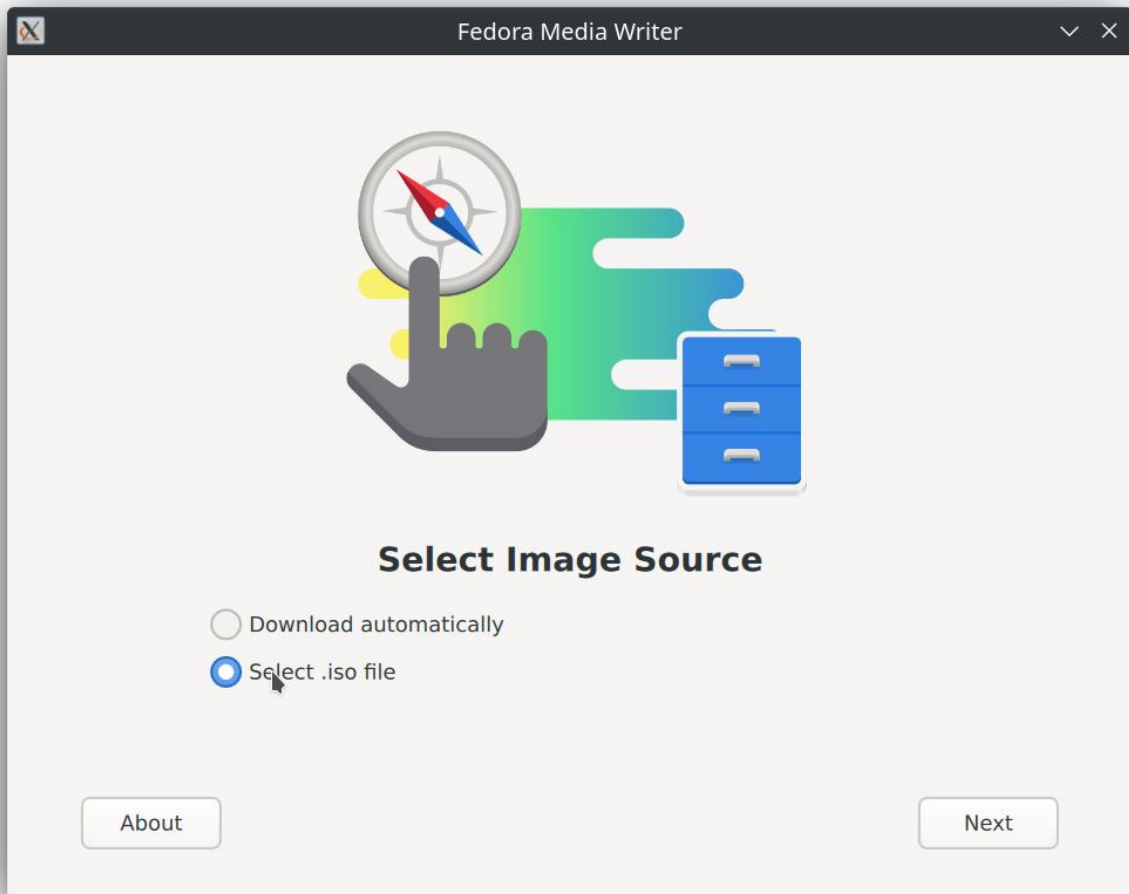 Fedora Media Writer
Select Image Source
Download automatically
Select .iso file
About
Next